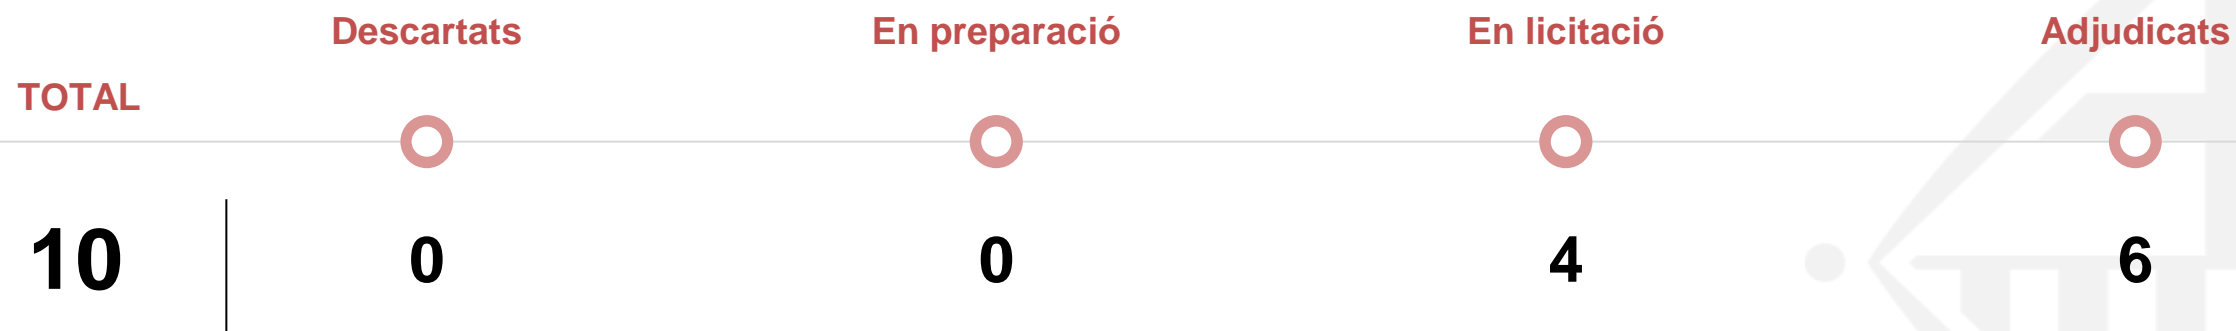 Descartats En preparació En licitació Adjudicats
TOTAL
10 0 0 4 6